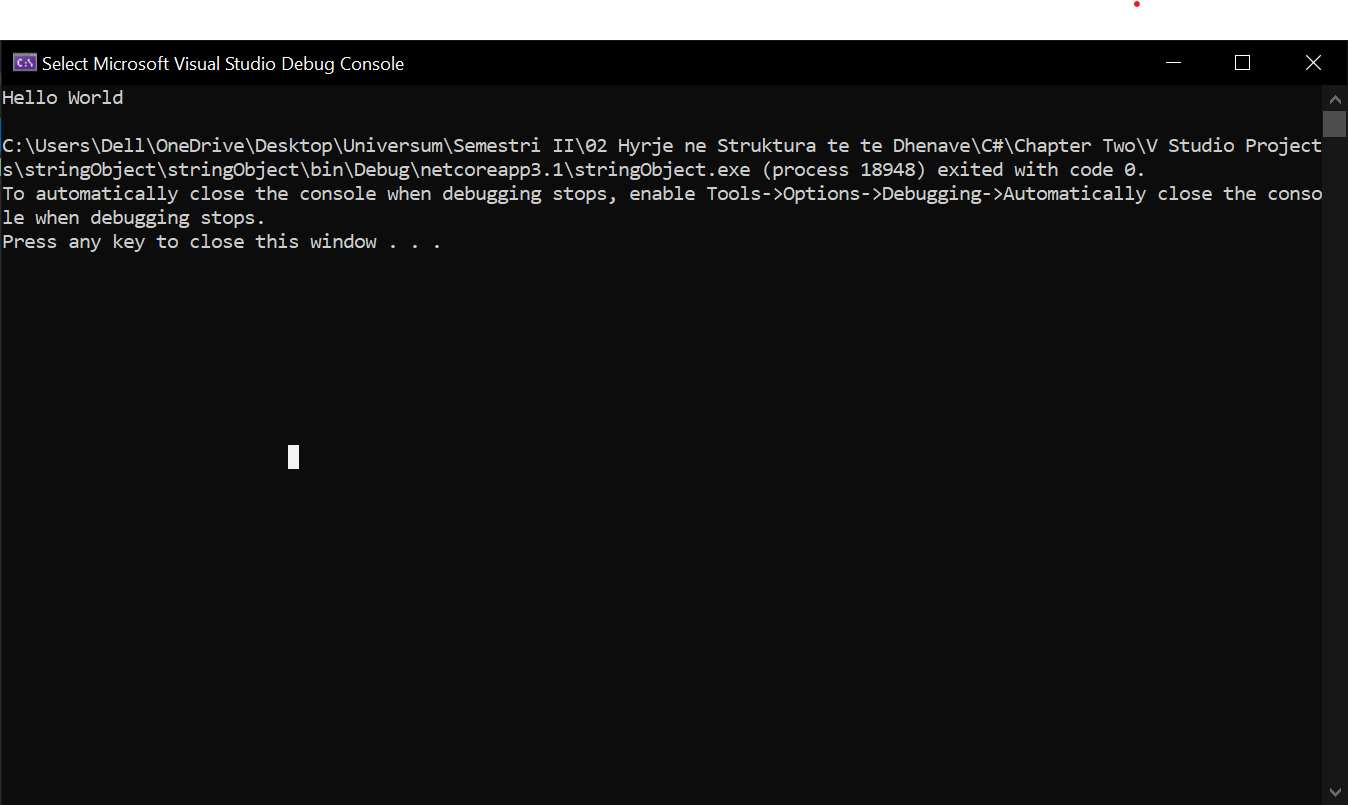 Select Microsoft Visual Studio Debug Console
Hello World
C:\Users\Dell\OneDrive\Desktop\Universum\Semestri II\02 Hyrje ne Struktura te te Dhenave\C#\Chapter Two\V Studio Project
s\stringObject\stringObject\bin\Debug\netcoreapp3.1\stringObject.exe (process 18948) exited with code 0.
To automatically close the console when debugging stops, enable Tools->Options->Debugging->Automatically close the conso
le when debugging stops.
Press any key to close this window . . .